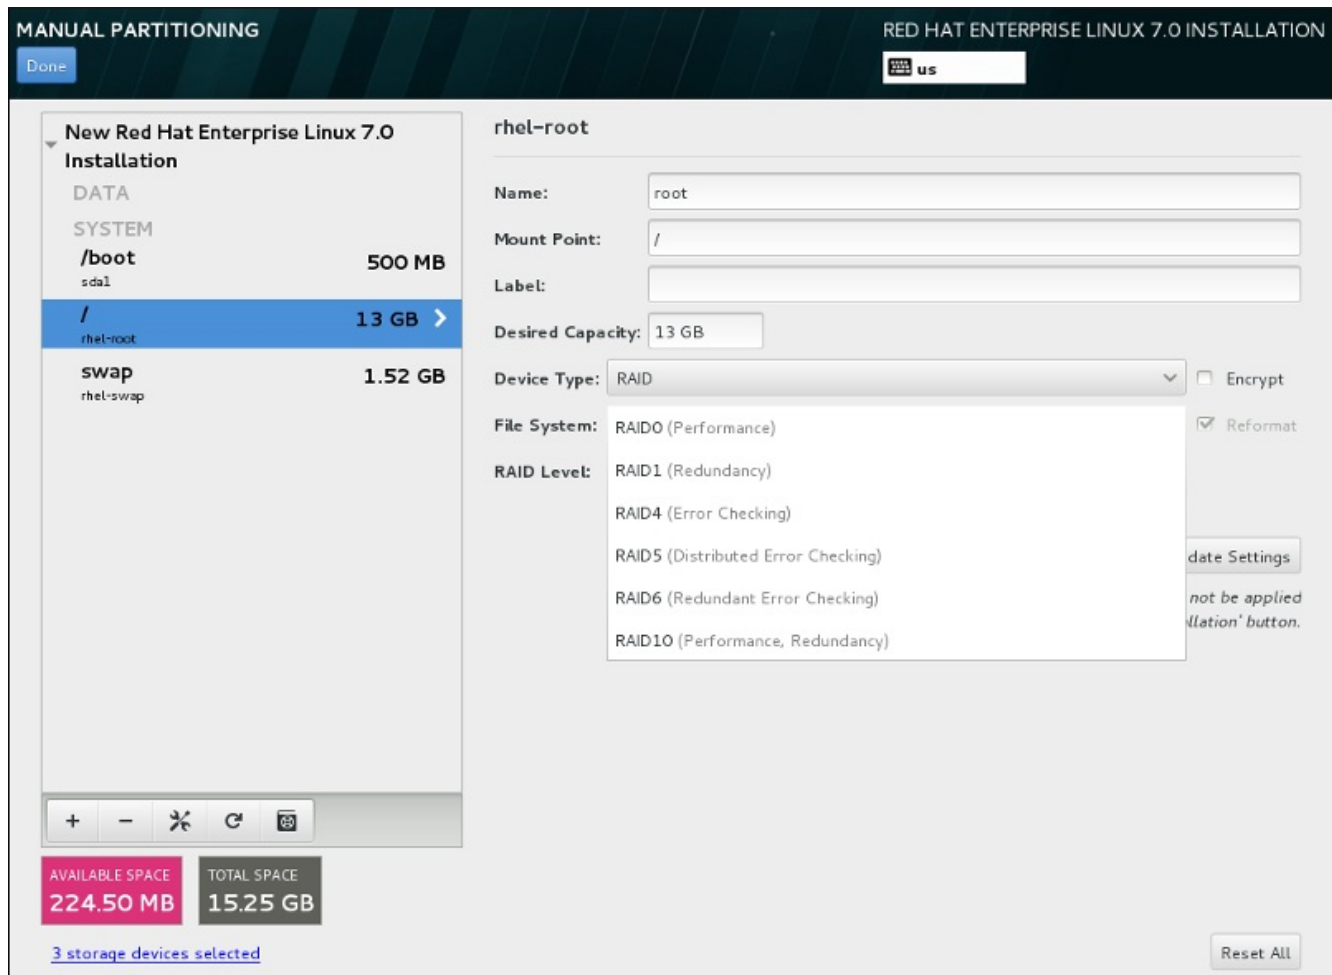 MANUAL PARTITIONING
RED HAT ENTERPRISE LINUX 7.0 INSTALLATION
Done
us
New Red Hat Enterprise Linux 7.0
Installation
DATA
SYSTEM
/boot
500 MB
sda1
/
13 GB
rhel-root
swap
1.52 GB
rhel-swap
+ −
AVAILABLE SPACE
224.50 MB
TOTAL SPACE
15.25 GB
3 storage devices selected
rhel-root
Name: root
Mount Point: /
Label:
Desired Capacity: 13 GB
Device Type: RAID
Encrypt
File System:
Reformat
RAID Level:
RAID0 (Performance)
RAID1 (Redundancy)
RAID4 (Error Checking)
RAID5 (Distributed Error Checking)
RAID6 (Redundant Error Checking)
RAID10 (Performance, Redundancy)
date Settings
not be applied
llation' button.
Reset All